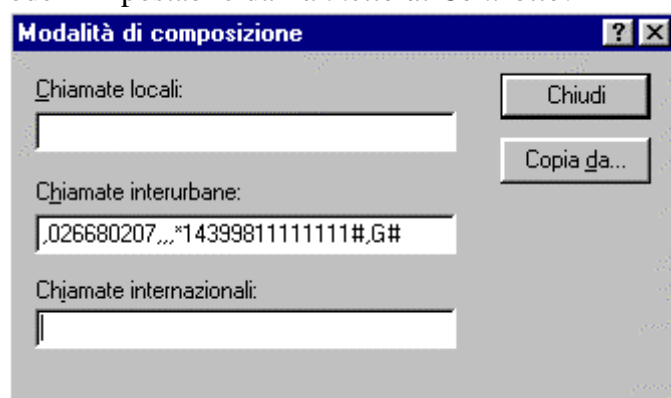 Modalità di composizione
Chiamate locali:
Chiudi
Copia da...
Chiamate interurbane:
,026680207,,,*14399811111111#,G#
Chiamate internazionali: